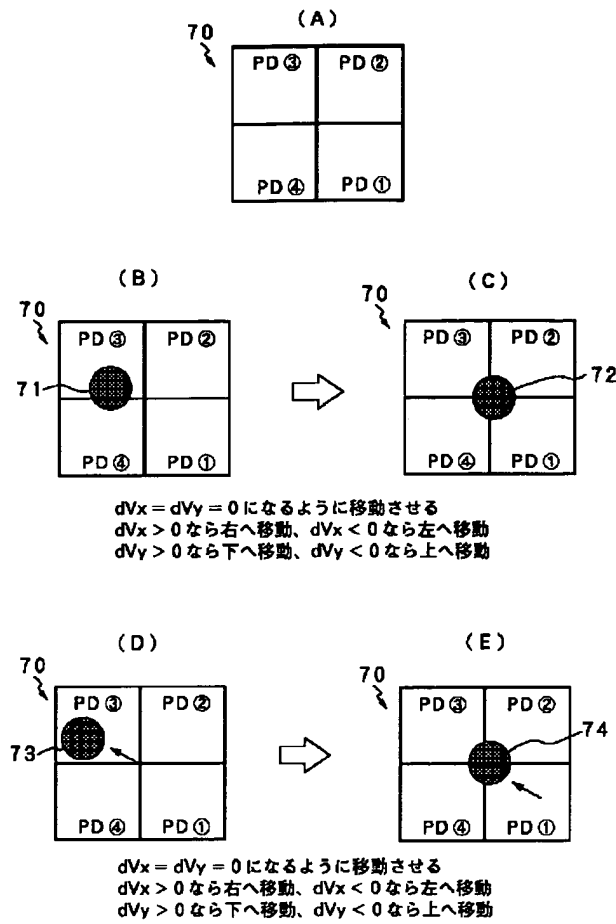 (A)
70
PD③ PD②
PD④ PD①
(B)
70
PD③ PD②
71
PD④ PD①
(C)
70
PD③ PD②
72
PD④ PD①
dVx=dVy=0になるように移動させる
dVx>0なら右へ移動、dVx<0なら左へ移動
dVy>0なら下へ移動、dVy<0なら上へ移動
(D)
70
PD③ PD②
73
PD④ PD①
(E)
70
PD③ PD②
74
PD④ PD①
dVx=dVy=0になるように移動させる
dVx>0なら右へ移動、dVx<0なら左へ移動
dVy>0なら下へ移動、dVy<0なら上へ移動